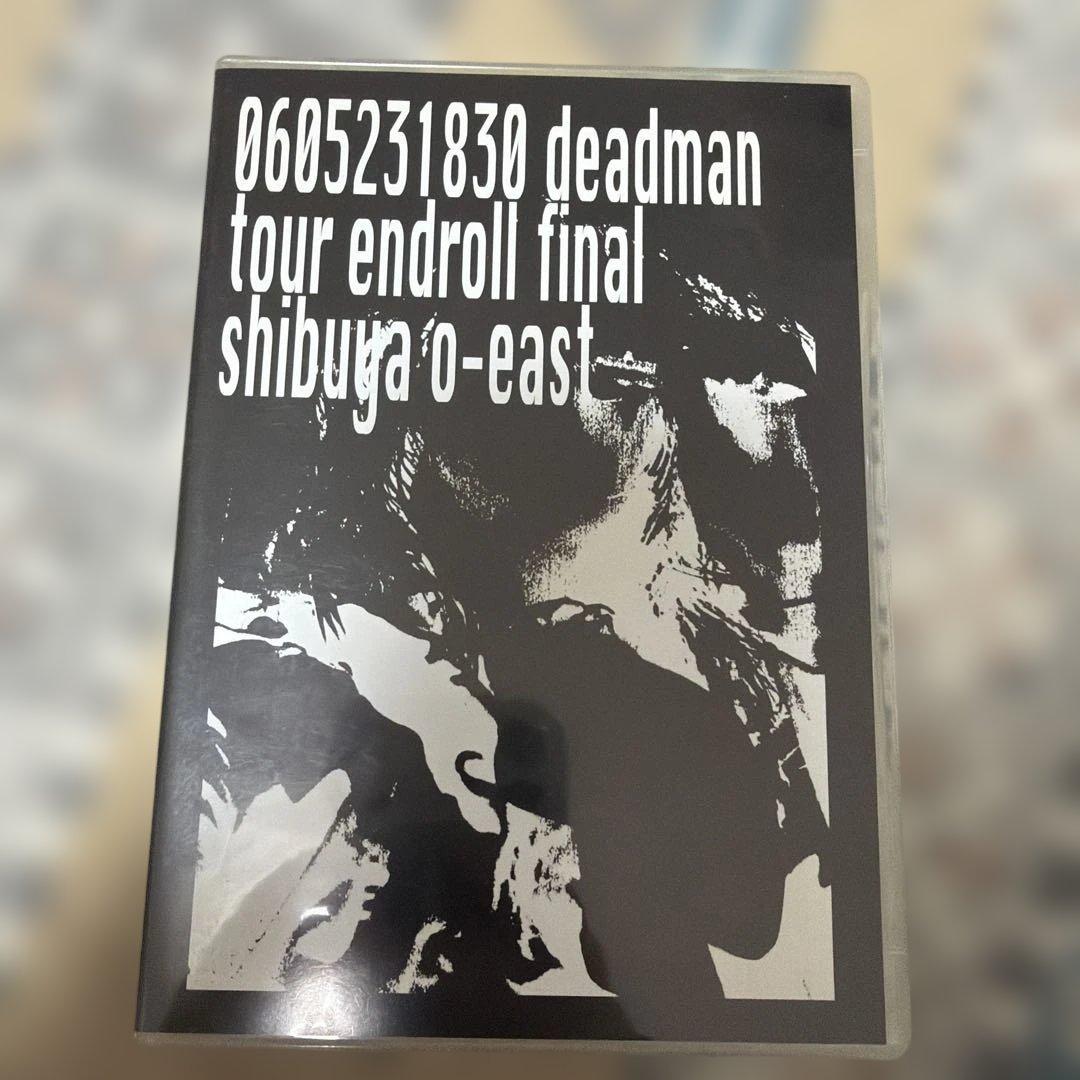 0605231830 deadman
tour endroll final
shibuya o-east